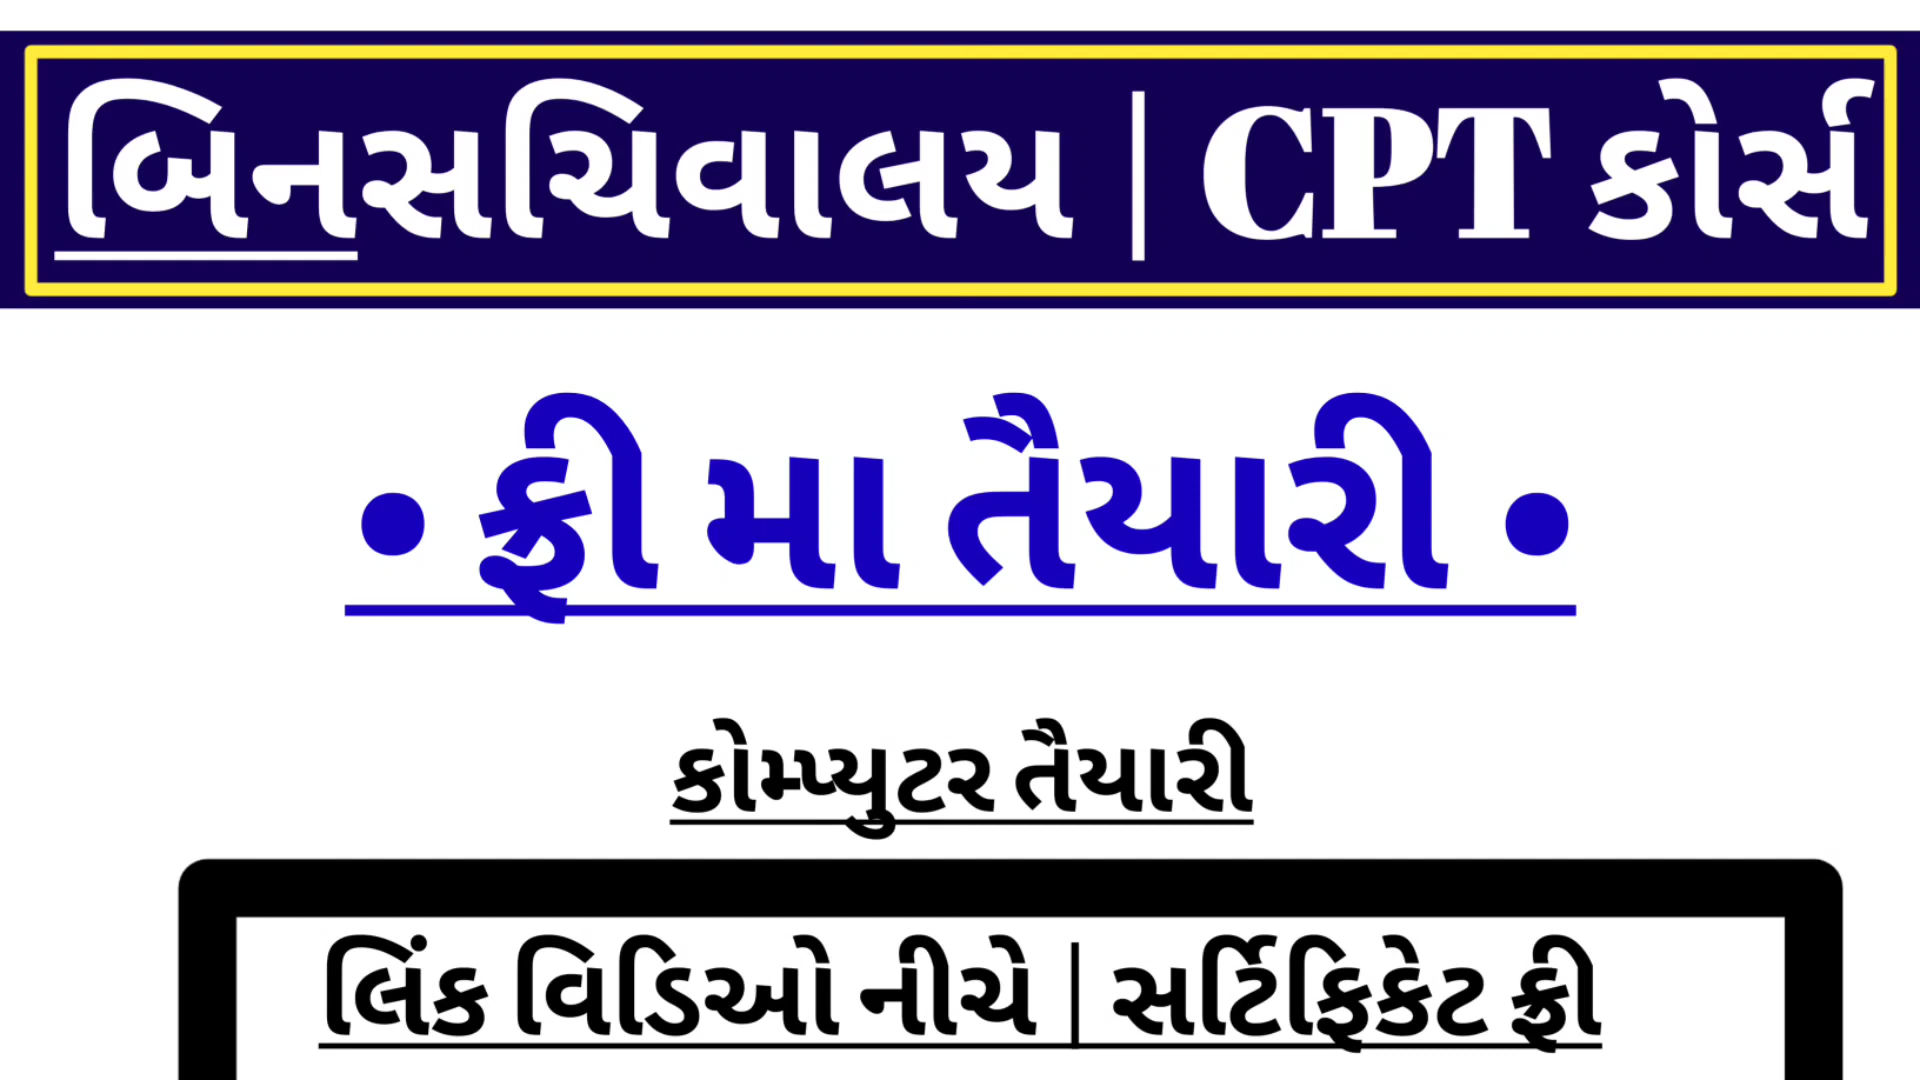 બિનસચિવાલય | CPT કોર્સ
• ફ્રી મા તૈયારી •
કોમ્પ્યુટર તૈયારી
લિંક વિડિઓ નીચે | સર્ટિફિકેટ ફ્રી